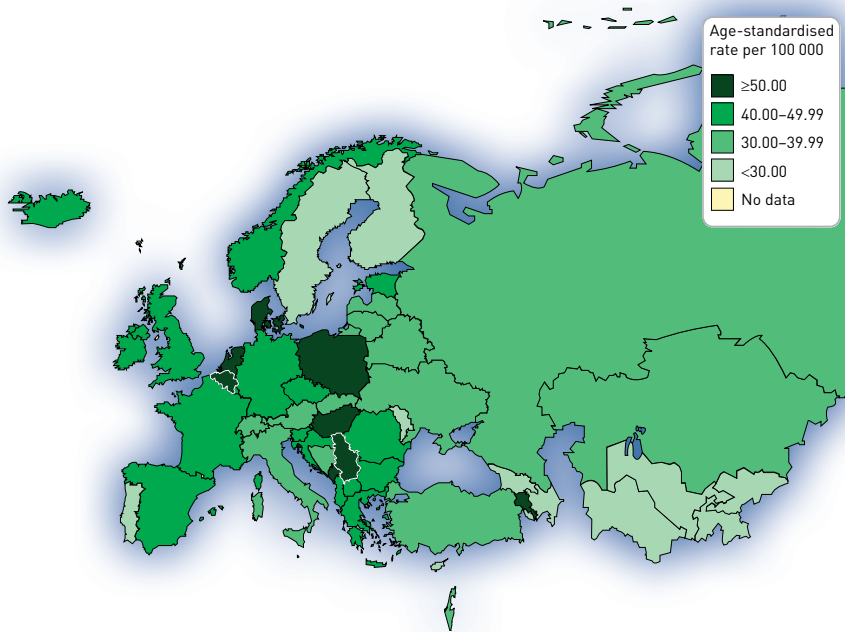 Age-standardised
rate per 100 000
≥50.00
40.00–49.99
30.00–39.99
<30.00
No data